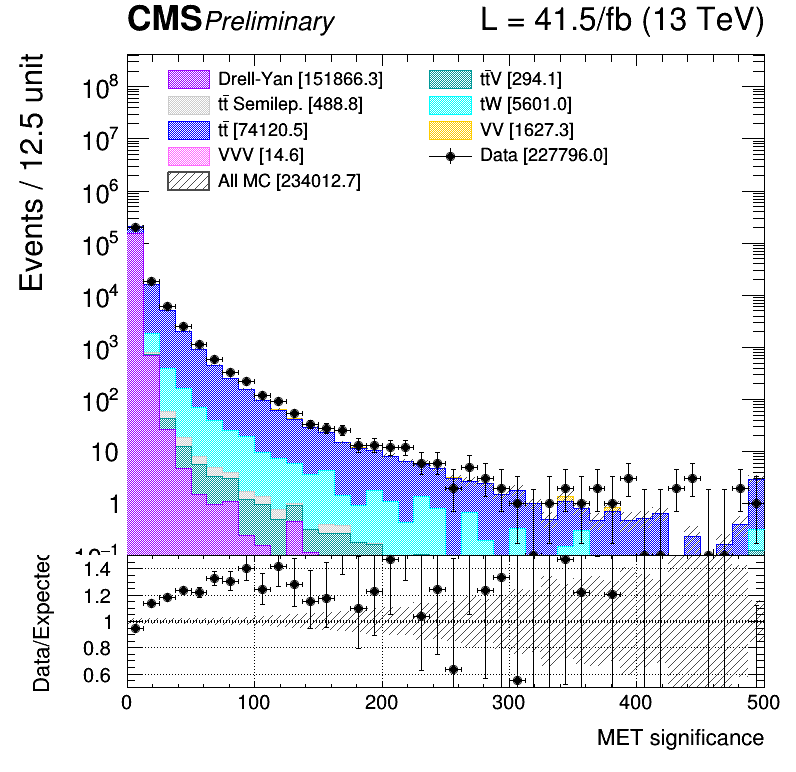 CMS Preliminary L = 41.5/fb (13 TeV)
Events / 12.5 unit
Drell-Yan [151866.3]
tt̄ Semilep. [488.8]
tt̄ [74120.5]
VVV [14.6]
All MC [234012.7]
tt̄V [294.1]
tW [5601.0]
VV [1627.3]
Data [227796.0]
10⁸
10⁷
10⁶
10⁵
10⁴
10³
10²
10
1
10⁻¹
Data/Expected
1.4
1.2
1
0.8
0.6
0 100 200 300 400 500
MET significance